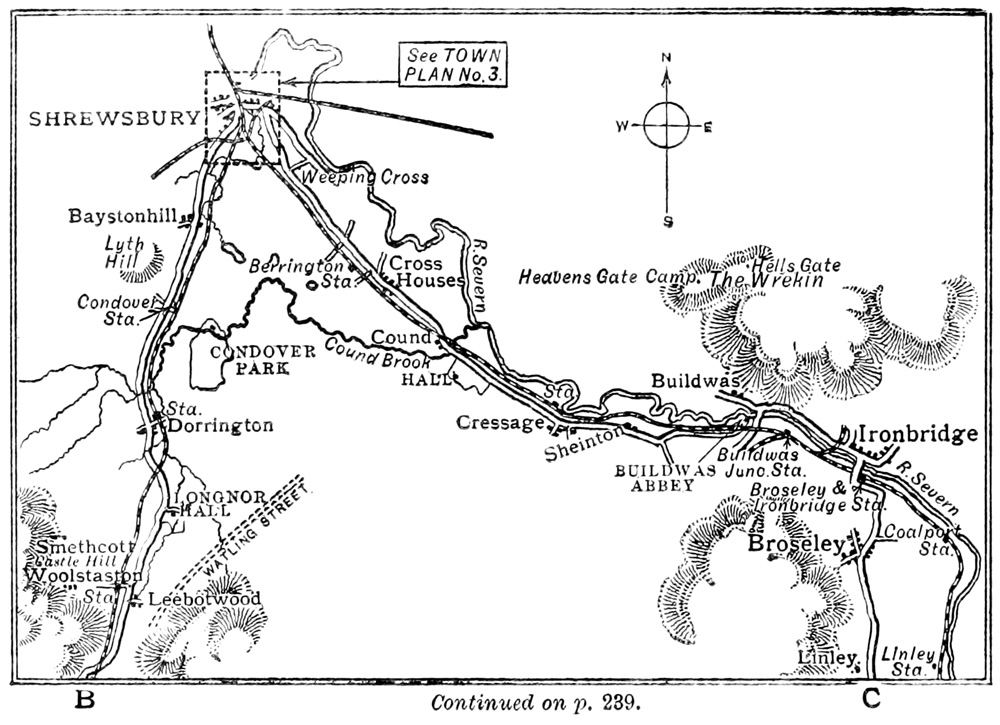 See TOWN
PLAN No. 3.
N
W
E
S
SHREWSBURY
Weeping Cross
Baystonhill
Lyth
Hill
R. Severn
Berrington
Sta.
Cross
Houses
Heavens Gate Camp.
Hells Gate
The Wrekin
Condover
Sta.
CONDOVER
PARK
Cound
Cound Brook
HALL
Sta.
Buildwas
Sta.
Dorrington
Cressage
Sheinton
Ironbridge
BUILDWAS
ABBEY
Buildwas
Junc. Sta.
R. Severn
Broseley &
Ironbridge Sta.
LONGNOR
HALL
WATLING STREET
Smethcott
Castle Hill
Woolstaston
Sta.
Leebotwood
Broseley
Coalport
Sta.
Linley
Linley
Sta.
B
C
Continued on p. 239.